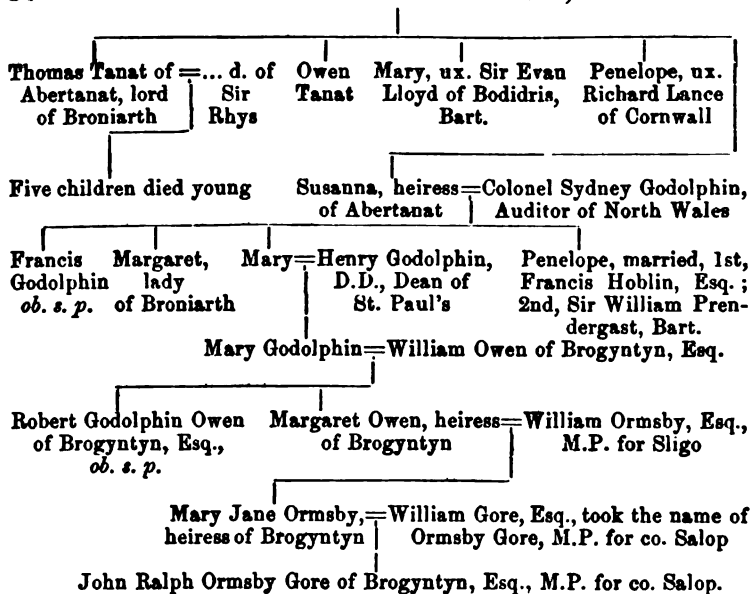 Thomas Tanat of =... d. of Owen Mary, ux. Sir Evan Penelope, ux.
Abertanat, lord Sir Tanat Lloyd of Bodidris, Richard Lance
of Broniarth Rhys Bart. of Cornwall
Five children died young Susanna, heiress=Colonel Sydney Godolphin,
of Abertanat Auditor of North Wales
Francis Margaret, Mary=Henry Godolphin, Penelope, married, 1st,
Godolphin lady D.D., Dean of Francis Hoblin, Esq.;
ob. s. p. of Broniarth St. Paul's 2nd, Sir William Pren-
dergast, Bart.
Mary Godolphin=William Owen of Brogyntyn, Esq.
Robert Godolphin Owen Margaret Owen, heiress=William Ormsby, Esq.,
of Brogyntyn, Esq., of Brogyntyn M.P. for Sligo
ob. s. p.
Mary Jane Ormsby,=William Gore, Esq., took the name of
heiress of Brogyntyn Ormsby Gore, M.P. for co. Salop
John Ralph Ormsby Gore of Brogyntyn, Esq., M.P. for co. Salop.